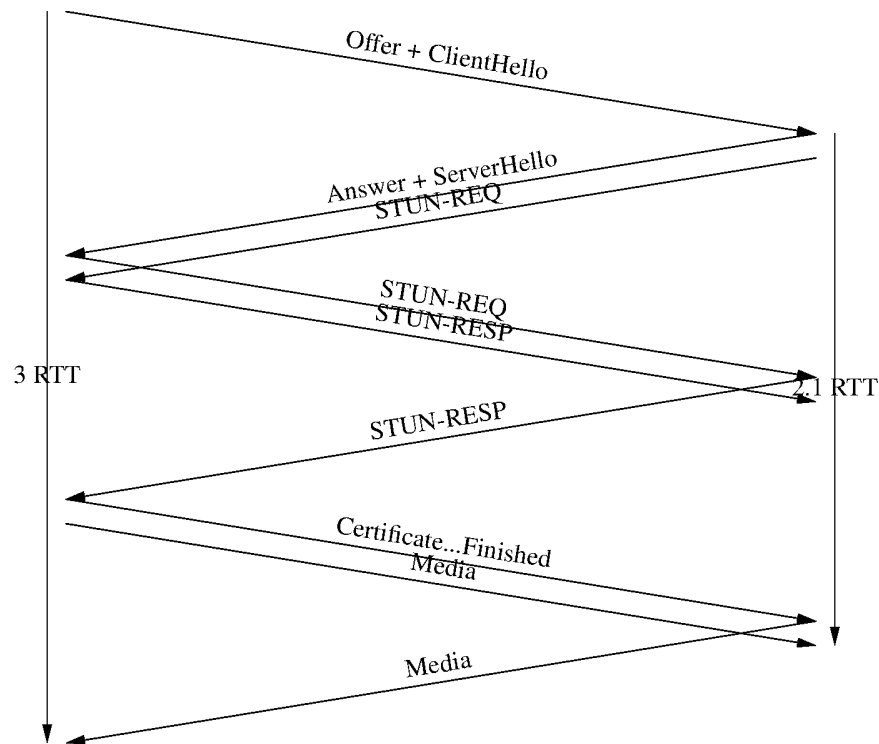 Offer + ClientHello
Answer + ServerHello
STUN-REQ
STUN-REQ
STUN-RESP
3 RTT
2.1 RTT
STUN-RESP
Certificate...Finished
Media
Media